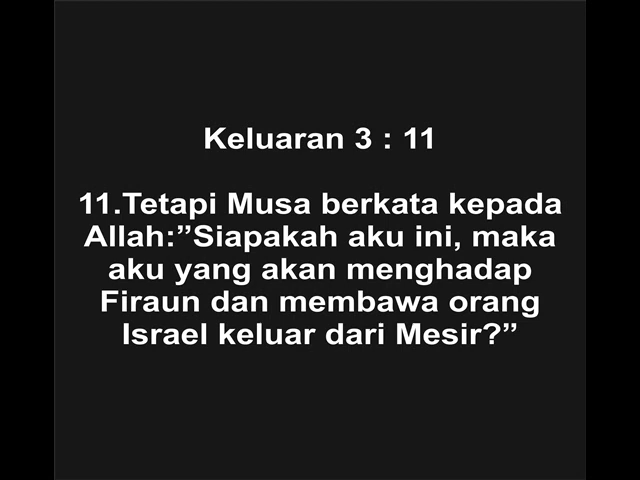 Keluaran 3 : 11
11.Tetapi Musa berkata kepada
Allah:”Siapakah aku ini, maka
aku yang akan menghadap
Firaun dan membawa orang
Israel keluar dari Mesir?”